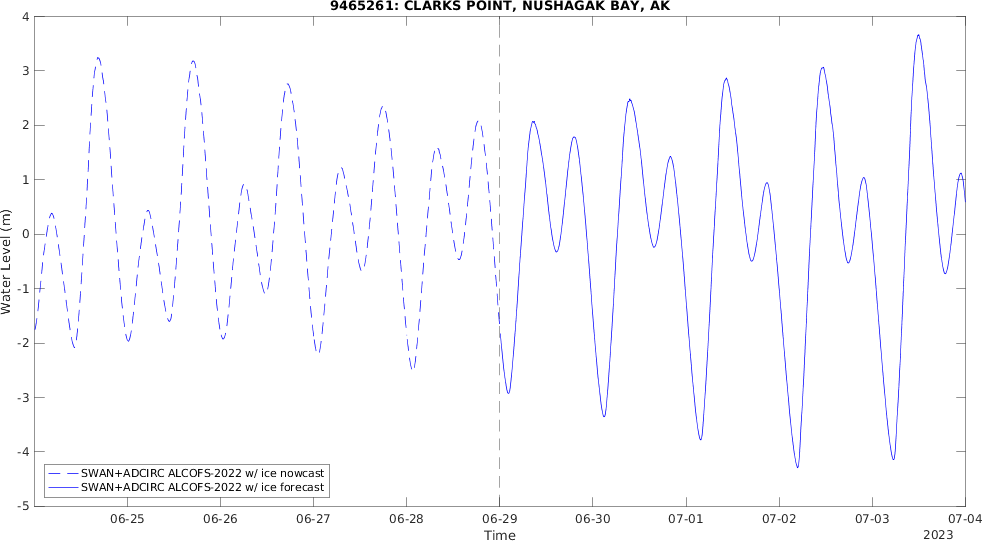 9465261: CLARKS POINT, NUSHAGAK BAY, AK
Water Level (m)
4
3
2
1
0
-1
-2
-3
-4
-5
SWAN+ADCIRC ALCOFS-2022 w/ ice nowcast
SWAN+ADCIRC ALCOFS-2022 w/ ice forecast
06-25 06-26 06-27 06-28 06-29 06-30 07-01 07-02 07-03 07-04
Time
2023